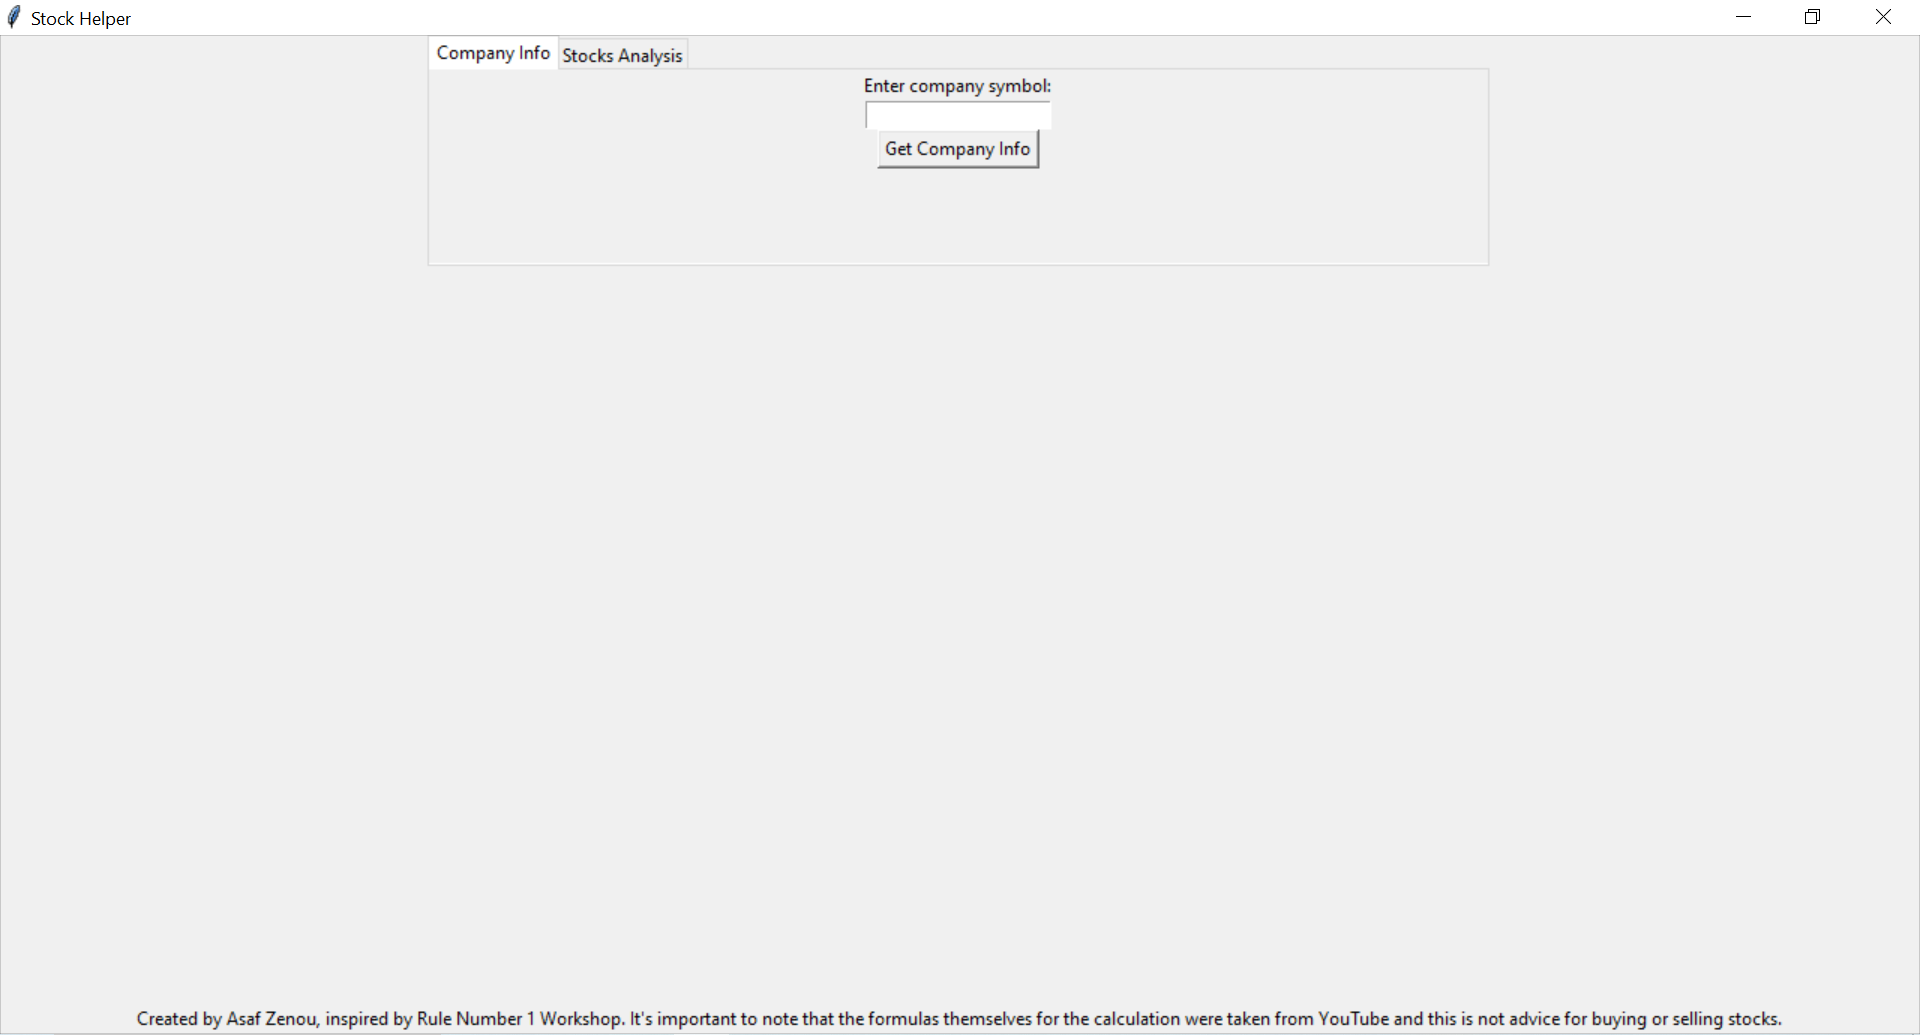 Stock Helper
Company Info
Stocks Analysis
Enter company symbol:
Get Company Info
Created by Asaf Zenou, inspired by Rule Number 1 Workshop. It's important to note that the formulas themselves for the calculation were taken from YouTube and this is not advice for buying or selling stocks.